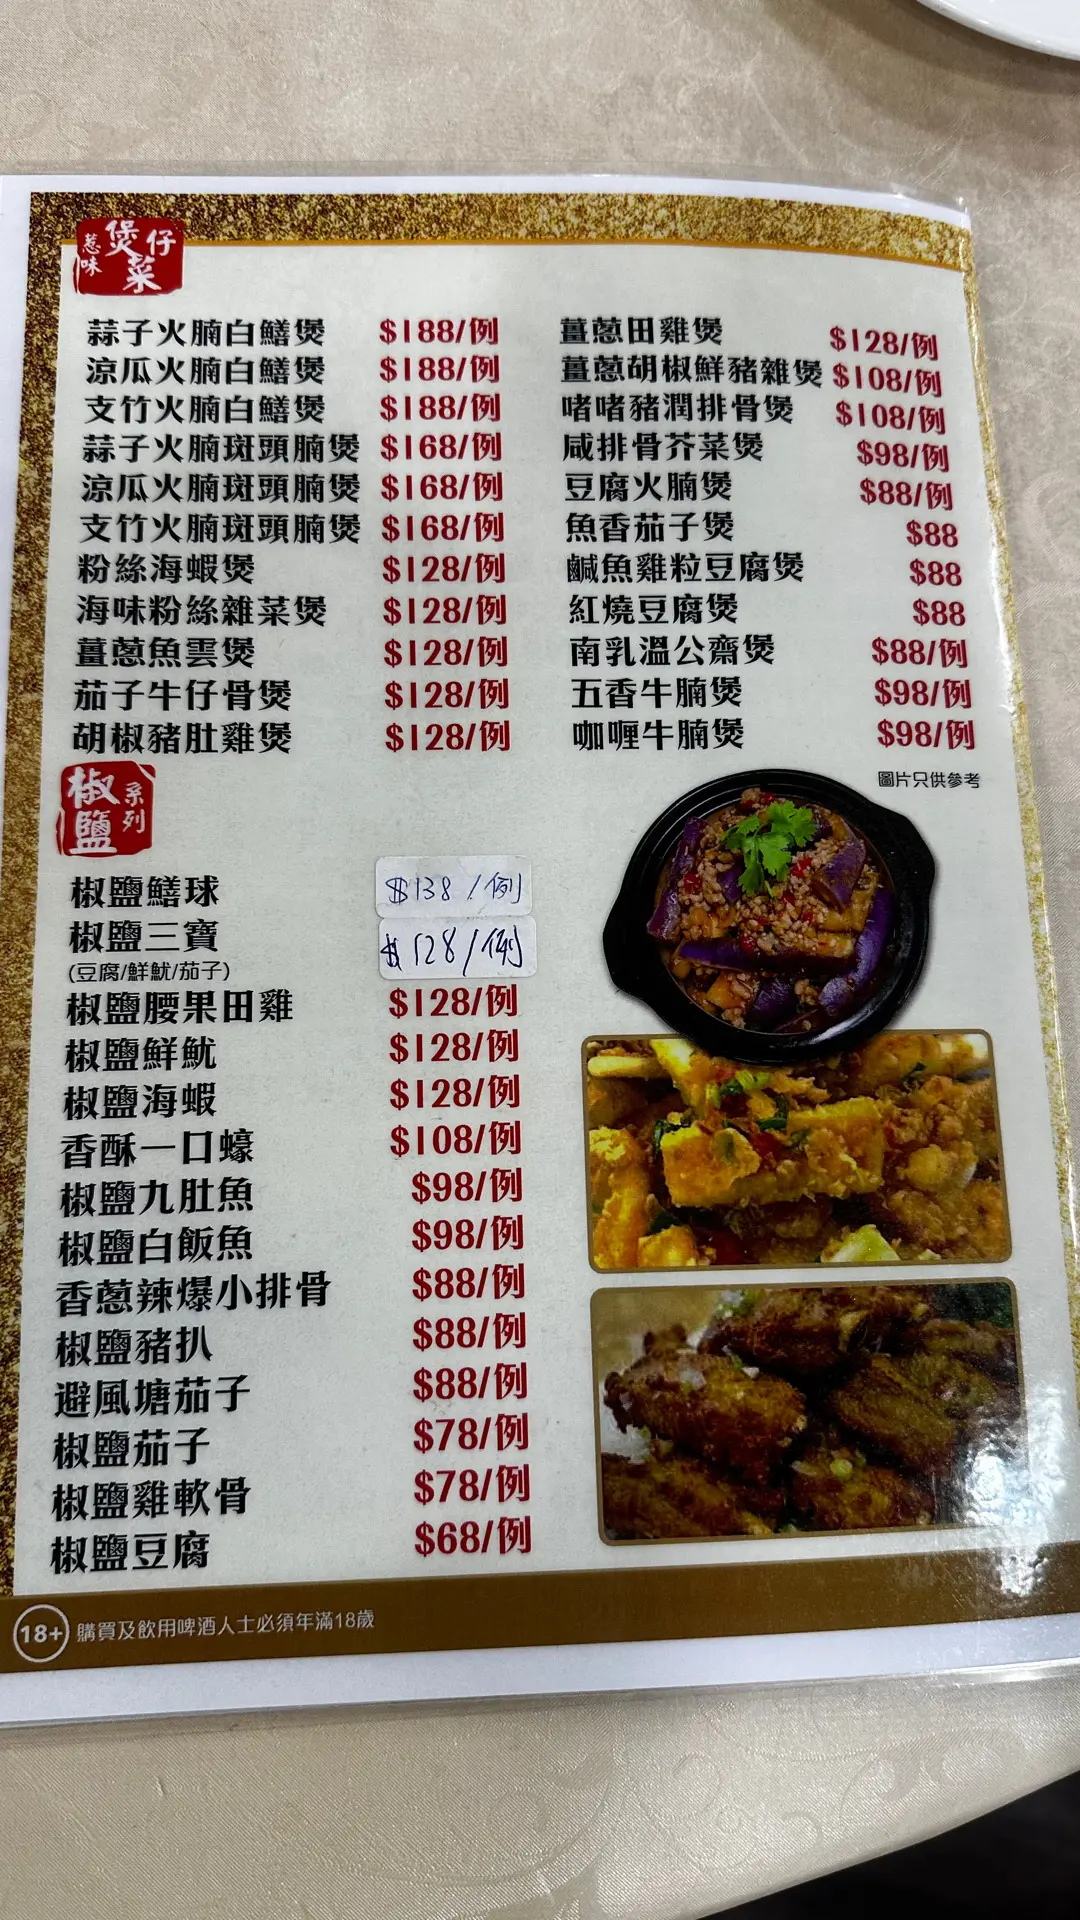 惹味 煲仔菜
蒜子火腩白鱔煲 $188/例
涼瓜火腩白鱔煲 $188/例
支竹火腩白鱔煲 $188/例
蒜子火腩斑頭腩煲 $168/例
涼瓜火腩斑頭腩煲 $168/例
支竹火腩斑頭腩煲 $168/例
粉絲海蝦煲 $128/例
海味粉絲雜菜煲 $128/例
薑蔥魚雲煲 $128/例
茄子牛仔骨煲 $128/例
胡椒豬肚雞煲 $128/例
薑蔥田雞煲 $128/例
薑蔥胡椒鮮豬雜煲 $108/例
啫啫豬潤排骨煲 $108/例
咸排骨芥菜煲 $98/例
豆腐火腩煲 $88/例
魚香茄子煲 $88
鹹魚雞粒豆腐煲 $88
紅燒豆腐煲 $88
南乳溫公齋煲 $88/例
五香牛腩煲 $98/例
咖喱牛腩煲 $98/例
圖片只供參考
椒鹽 系列
椒鹽鱔球 $138/例
椒鹽三寶 $128/例
(豆腐/鮮魷/茄子)
椒鹽腰果田雞 $128/例
椒鹽鮮魷 $128/例
椒鹽海蝦 $128/例
香酥一口蠔 $108/例
椒鹽九肚魚 $98/例
椒鹽白飯魚 $98/例
香蔥辣爆小排骨 $88/例
椒鹽豬扒 $88/例
避風塘茄子 $88/例
椒鹽茄子 $78/例
椒鹽雞軟骨 $78/例
椒鹽豆腐 $68/例
18+ 購買及飲用啤酒人士必須年滿18歲